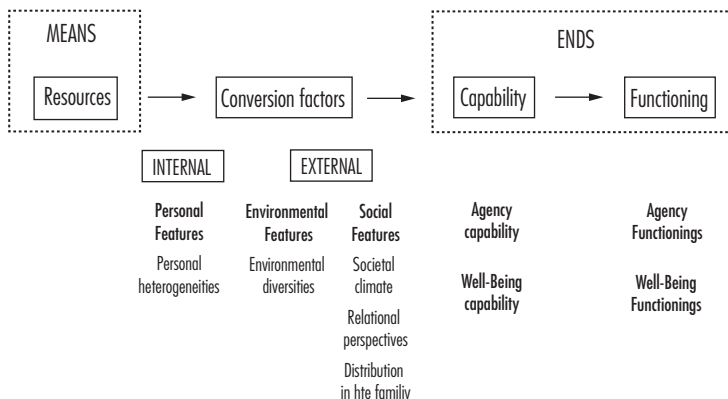 MEANS
ENDS
Resources
Conversion factors
Capability
Functioning
INTERNAL
EXTERNAL
Personal
Features
Personal
heterogeneities
Environmental
Features
Environmental
diversities
Social
Features
Societal
climate
Relational
perspectives
Distribution
in hte familiy
Agency
capability
Well-Being
capability
Agency
Functionings
Well-Being
Functionings